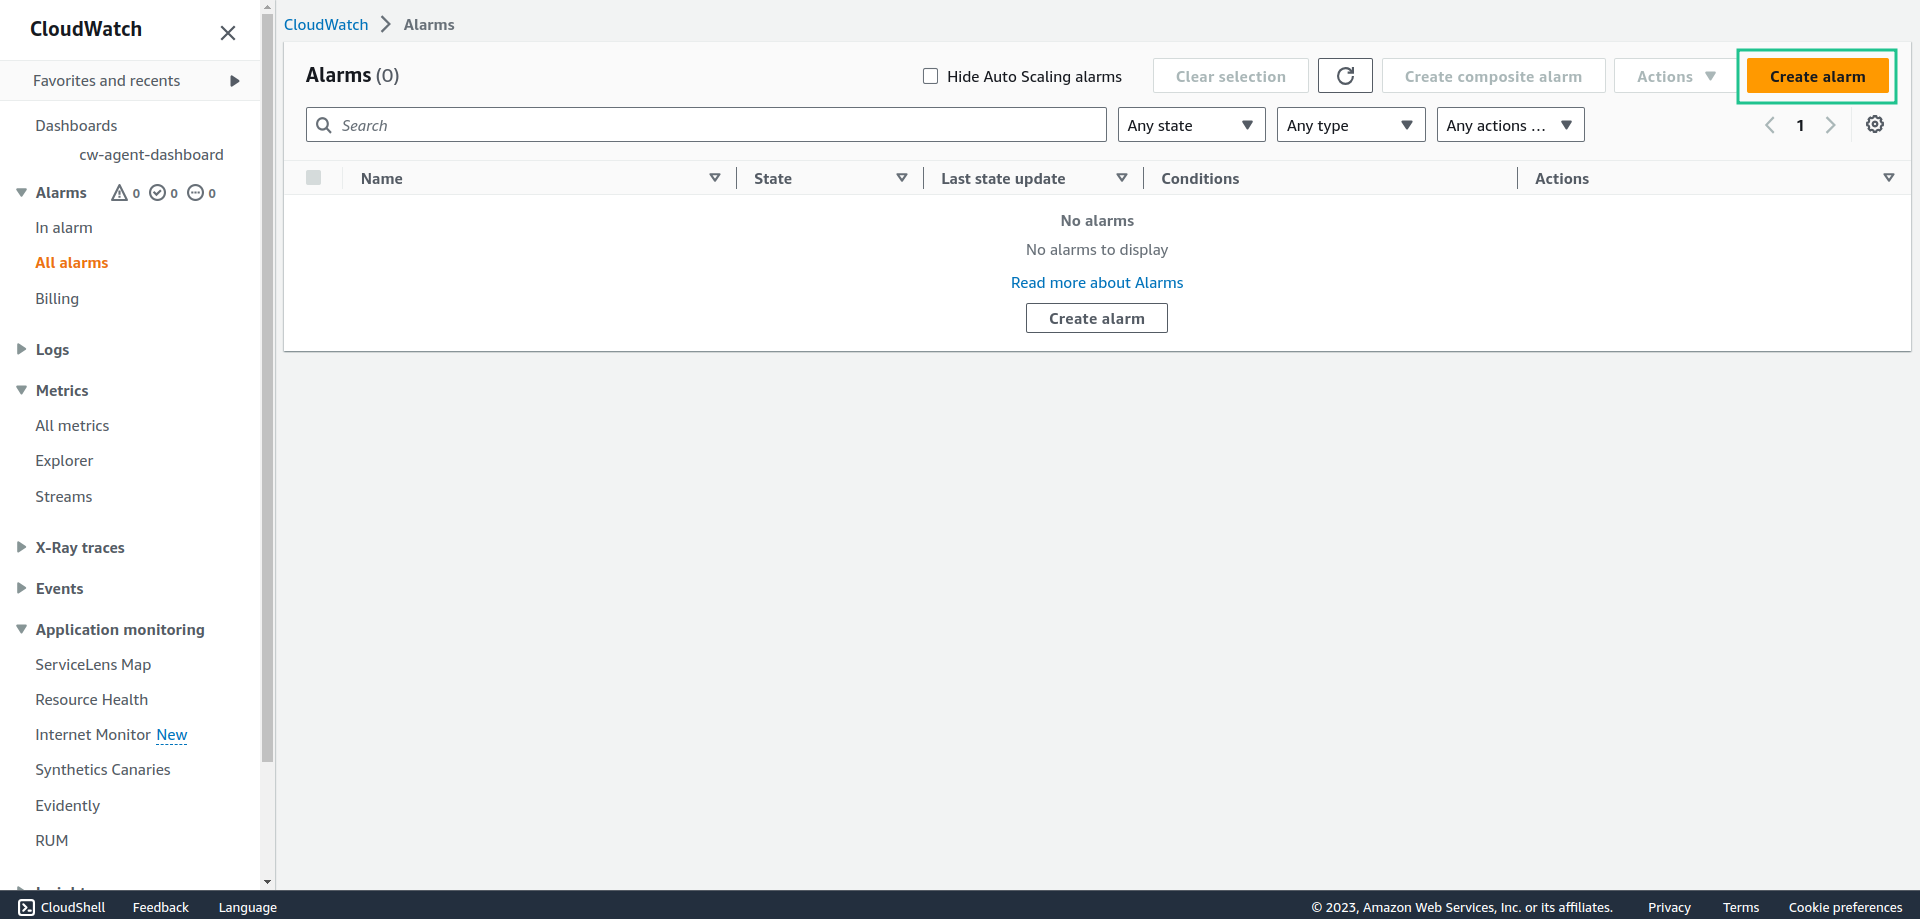 CloudWatch
Favorites and recents
Dashboards
cw-agent-dashboard
Alarms 0 0 0
In alarm
All alarms
Billing
Logs
Metrics
All metrics
Explorer
Streams
X-Ray traces
Events
Application monitoring
ServiceLens Map
Resource Health
Internet Monitor New
Synthetics Canaries
Evidently
RUM
CloudWatch Alarms
Alarms (0)
Hide Auto Scaling alarms
Clear selection
Create composite alarm
Actions
Create alarm
Search
Any state
Any type
Any actions ...
1
Name State Last state update Conditions Actions
No alarms
No alarms to display
Read more about Alarms
Create alarm
CloudShell Feedback Language © 2023, Amazon Web Services, Inc. or its affiliates. Privacy Terms Cookie preferences